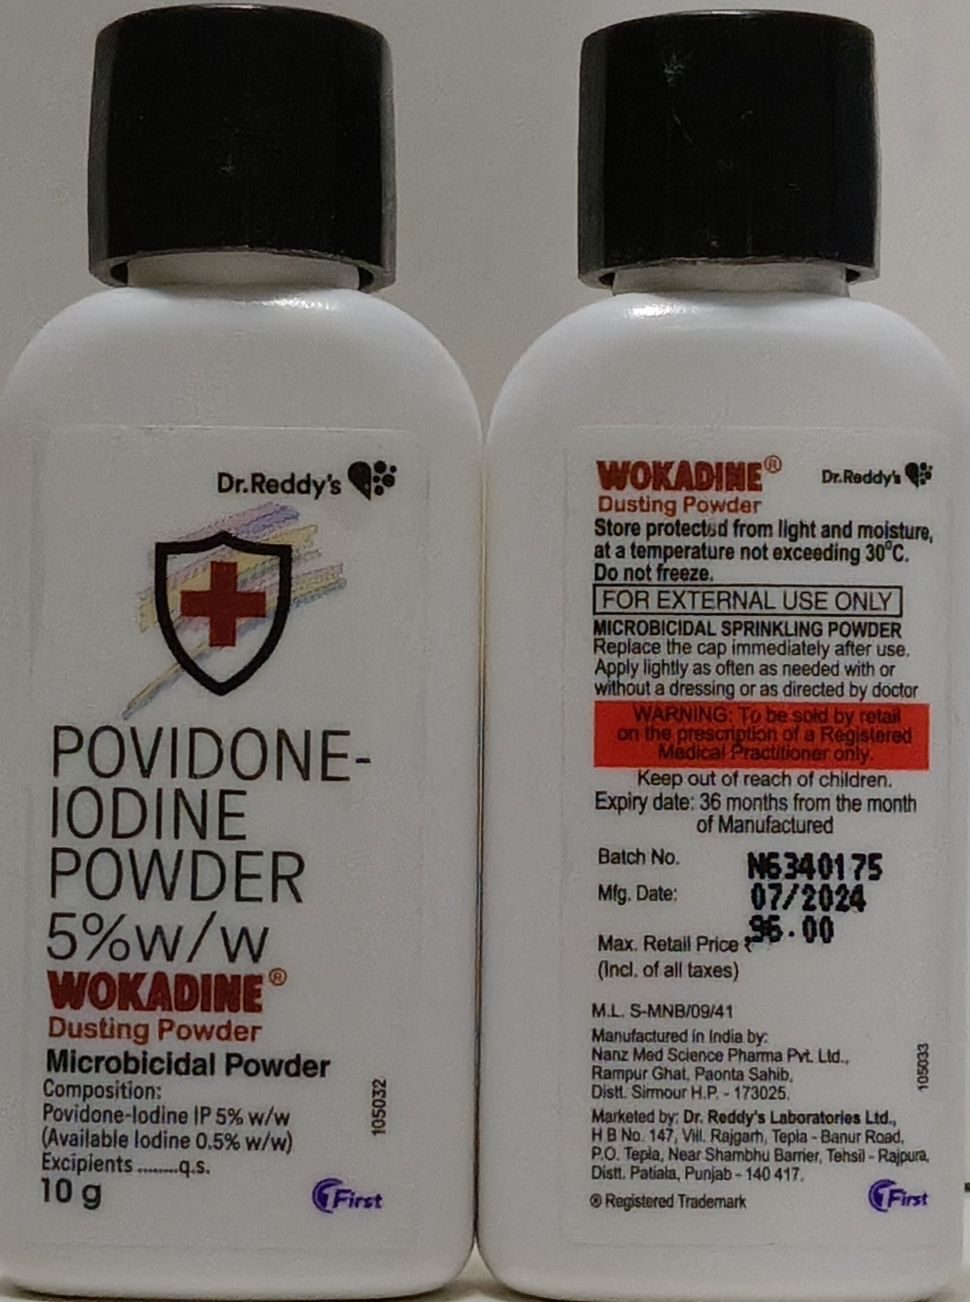 Dr.Reddy's
POVIDONE-
IODINE
POWDER
5%w/w
WOKADINE®
Dusting Powder
Microbicidal Powder
Composition:
Povidone-Iodine IP 5% w/w
(Available Iodine 0.5% w/w)
Excipients ........q.s.
10 g
105032
First
WOKADINE® Dr.Reddy's
Dusting Powder
Store protected from light and moisture,
at a temperature not exceeding 30°C.
Do not freeze.
FOR EXTERNAL USE ONLY
MICROBICIDAL SPRINKLING POWDER
Replace the cap immediately after use.
Apply lightly as often as needed with or
without a dressing or as directed by doctor
WARNING: To be sold by retail
on the prescription of a Registered
Medical Practitioner only.
Keep out of reach of children.
Expiry date: 36 months from the month
of Manufactured
Batch No. N6340175
Mfg. Date: 07/2024
Max. Retail Price ₹ 96.00
(Incl. of all taxes)
M.L. S-MNB/09/41
Manufactured in India by:
Nanz Med Science Pharma Pvt. Ltd.,
Rampur Ghat, Paonta Sahib,
Distt. Sirmour H.P. - 173025.
105033
Marketed by: Dr. Reddy's Laboratories Ltd.,
H B No. 147, Vill. Rajgarh, Tepla - Banur Road,
P.O. Tepla, Near Shambhu Barrier, Tehsil - Rajpura,
Distt. Patiala, Punjab - 140 417.
® Registered Trademark
First